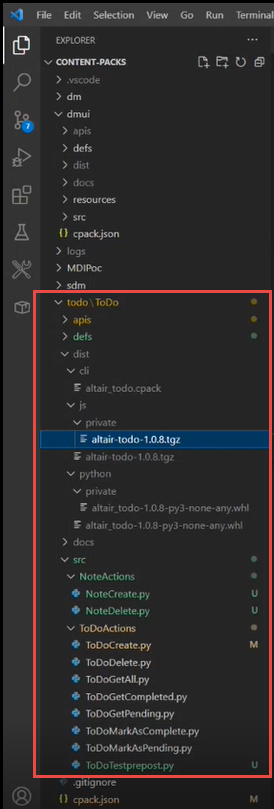 File Edit Selection View Go Run Terminal
EXPLORER ...
CONTENT-PACKS
.vscode
dm
dmui
apis
7
defs
dist
docs
resources
src
{} cpack.json
logs
MDIPoc
sdm
todo \ ToDo
apis
defs
dist
cli
altair_todo.cpack
js
private
altair-todo-1.0.8.tgz
altair-todo-1.0.8.tgz
python
private
altair_todo-1.0.8-py3-none-any.whl
altair_todo-1.0.8-py3-none-any.whl
docs
src
NoteActions
NoteCreate.py U
NoteDelete.py U
ToDoActions
ToDoCreate.py M
ToDoDelete.py
ToDoGetAll.py
ToDoGetCompleted.py
ToDoGetPending.py
ToDoMarkAsComplete.py
ToDoMarkAsPending.py
ToDoTestprepost.py U
.gitignore
{} cpack.json M